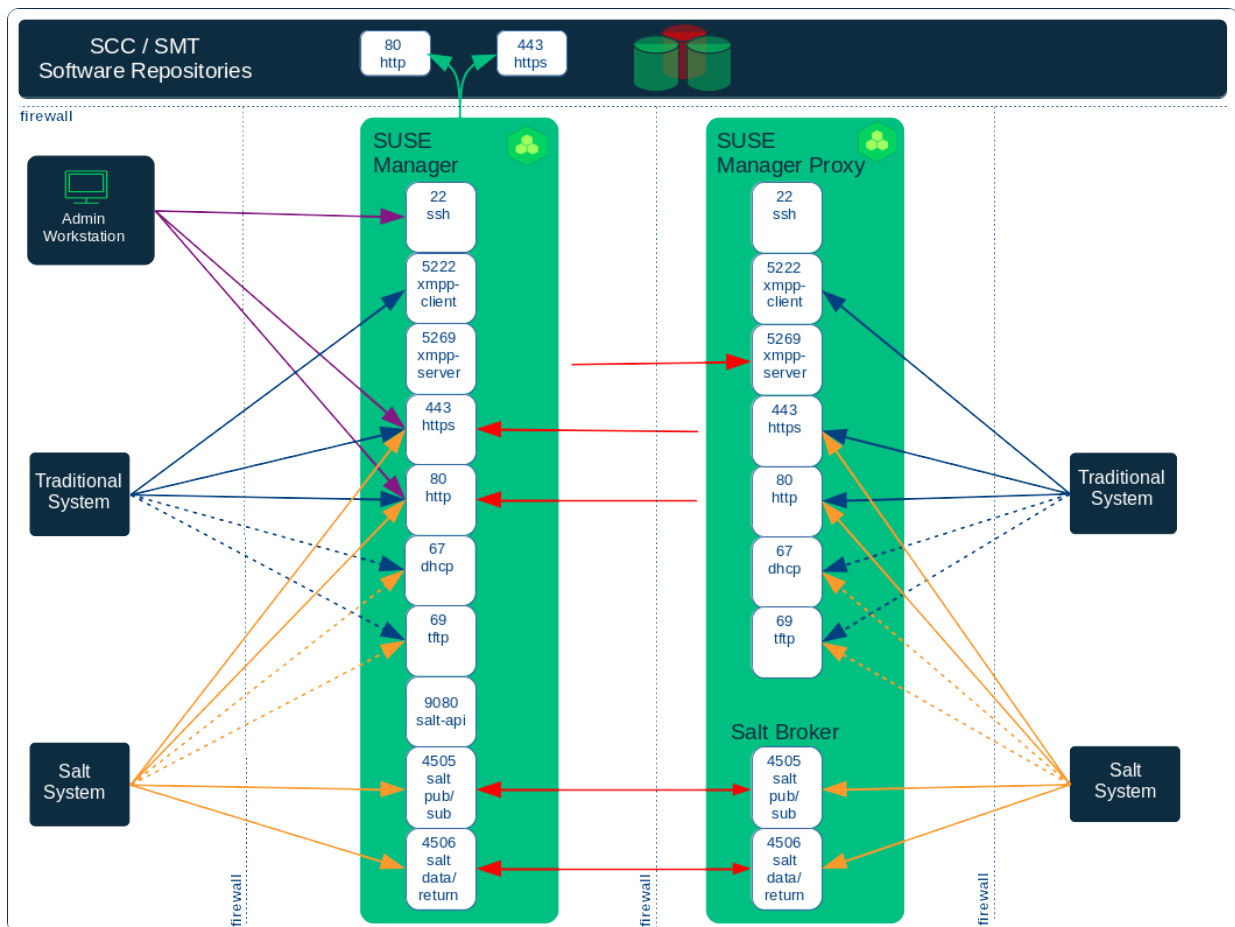 SCC / SMT
Software Repositories
80
http
443
https
firewall
Admin
Workstation
Traditional
System
Salt
System
firewall
SUSE
Manager
22
ssh
5222
xmpp-
client
5269
xmpp-
server
443
https
80
http
67
dhcp
69
tftp
9080
salt-api
4505
salt
pub/
sub
4506
salt
data/
return
firewall
SUSE
Manager Proxy
22
ssh
5222
xmpp-
client
5269
xmpp-
server
443
https
80
http
67
dhcp
69
tftp
Salt Broker
4505
salt
pub/
sub
4506
salt
data/
return
firewall
Traditional
System
Salt
System